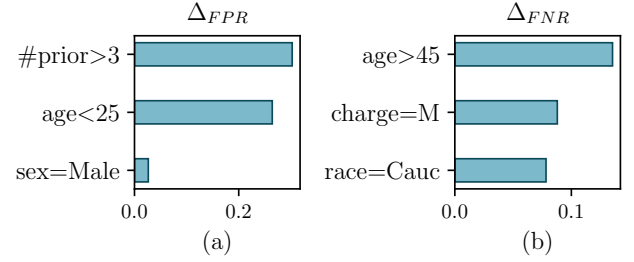 Δ_FPR
#prior>3
age<25
sex=Male
0.0 0.2
(a)
Δ_FNR
age>45
charge=M
race=Cauc
0.0 0.1
(b)